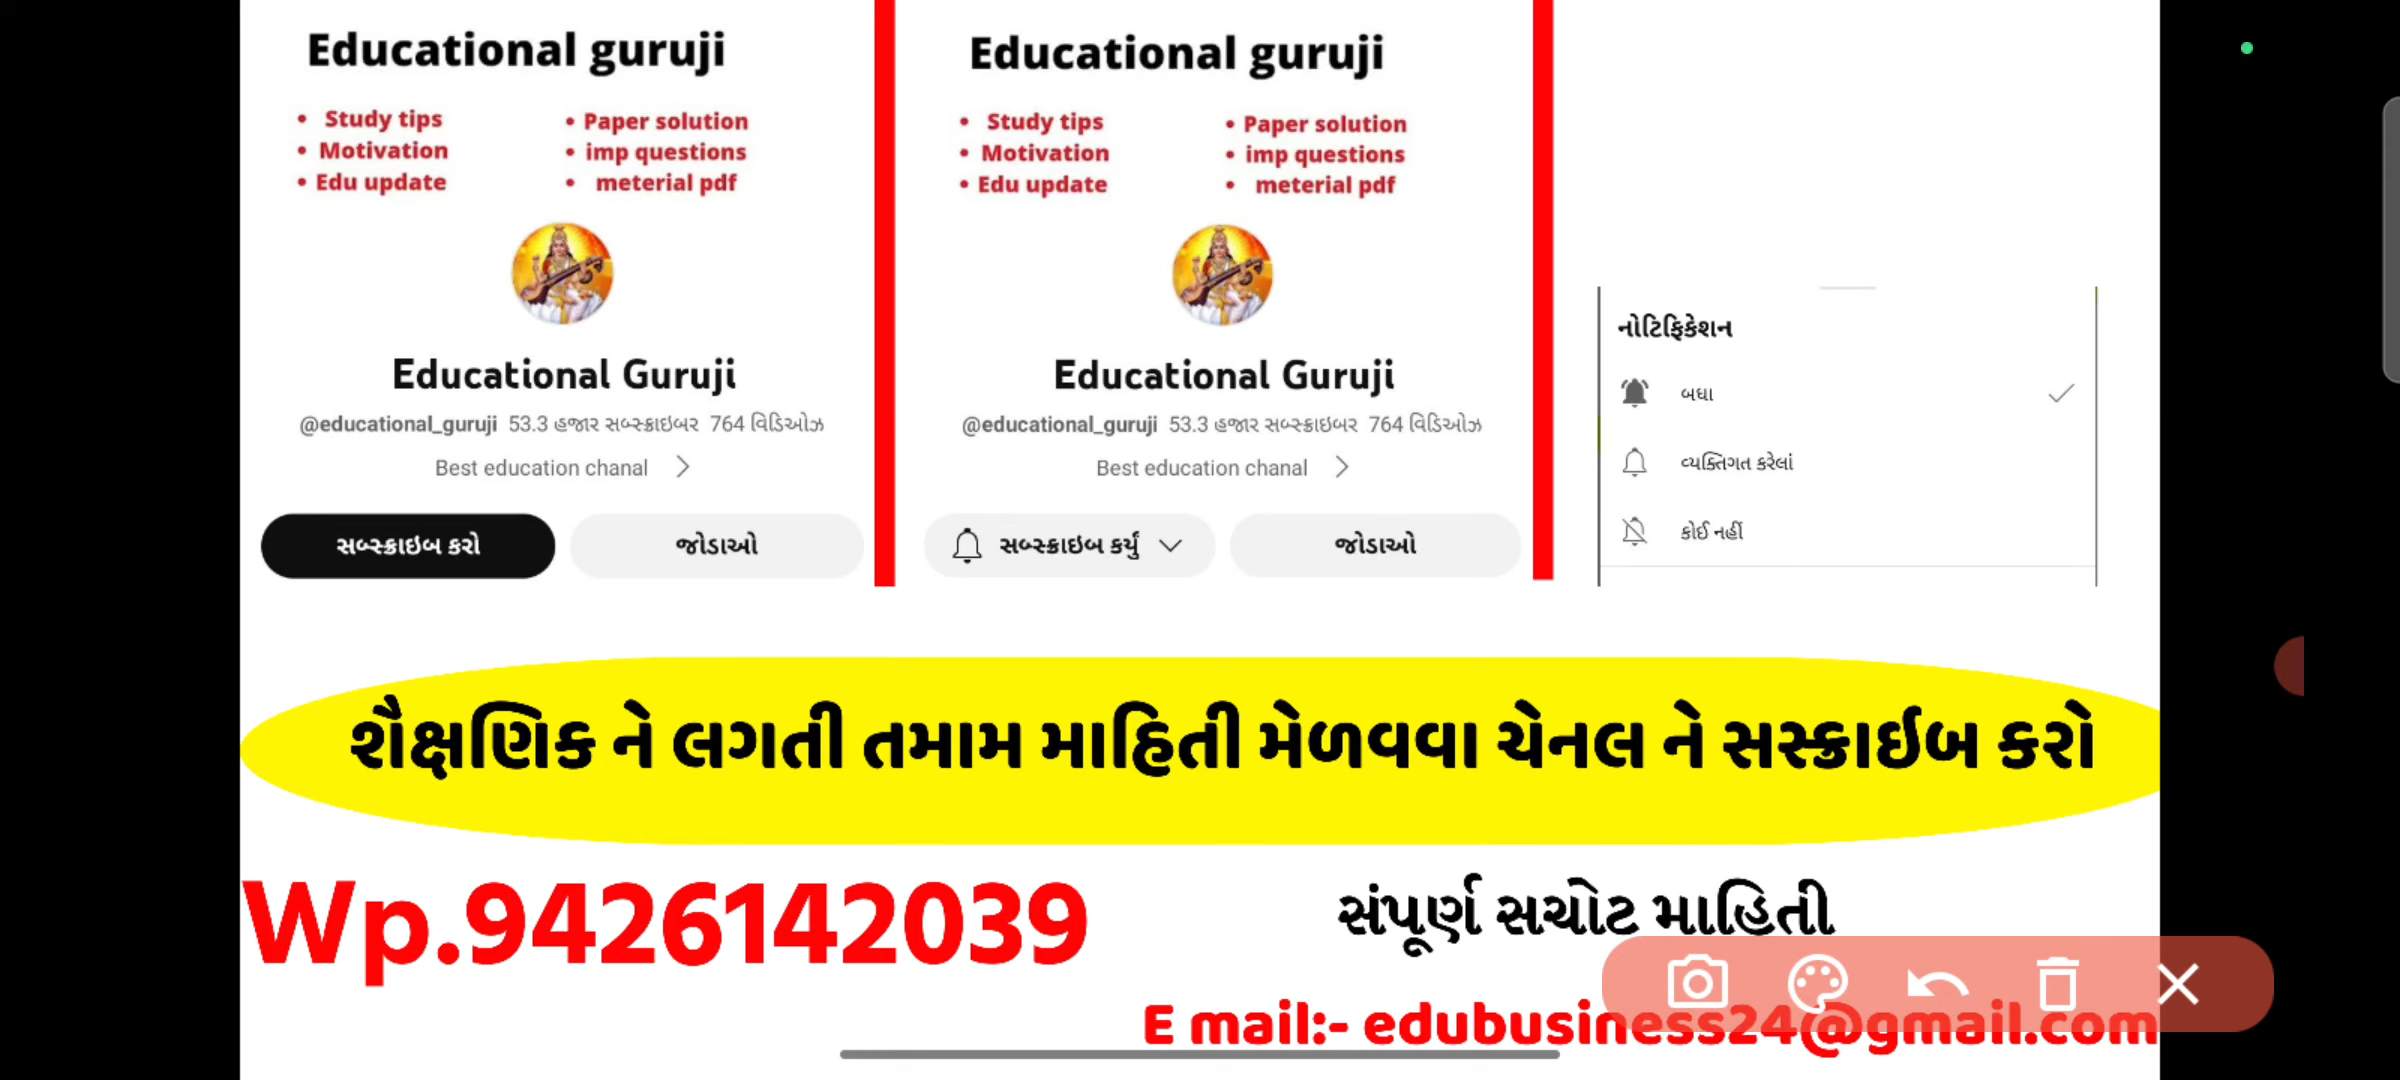 Educational guruji
• Study tips
• Motivation
• Edu update
• Paper solution
• imp questions
• meterial pdf
Educational Guruji
@educational_guruji 53.3 હજાર સબ્સ્ક્રાઇબર 764 વિડિઓઝ
Best education chanal
સબ્સ્ક્રાઇબ કરો
જોડાઓ
Educational guruji
• Study tips
• Motivation
• Edu update
• Paper solution
• imp questions
• meterial pdf
Educational Guruji
@educational_guruji 53.3 હજાર સબ્સ્ક્રાઇબર 764 વિડિઓઝ
Best education chanal
સબ્સ્ક્રાઇબ કર્યું
જોડાઓ
નોટિફિકેશન
બધા
વ્યક્તિગત કરેલાં
કોઈ નહીં
શૈક્ષણિક ને લગતી તમામ માહિતી મેળવવા ચેનલ ને સસ્ક્રાઈબ કરો
Wp.9426142039
સંપૂર્ણ સચોટ માહિતી
E mail:- edubusiness24@gmail.com